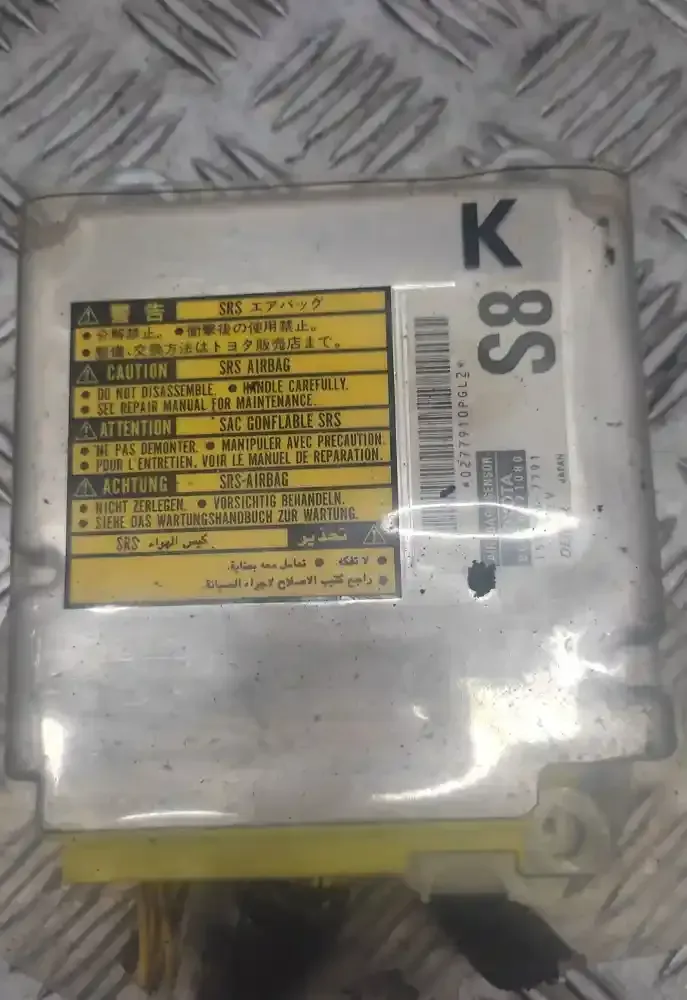 K
S8
警告 SRS エアバッグ
● 分解禁止。 ● 衝撃後の使用禁止。
● 整備、交換方法はトヨタ販売店まで。
CAUTION SRS AIRBAG
● DO NOT DISASSEMBLE. ● HANDLE CAREFULLY.
● SEE REPAIR MANUAL FOR MAINTENANCE.
ATTENTION SAC GONFLABLE SRS
● NE PAS DEMONTER. ● MANIPULER AVEC PRECAUTION.
● POUR L'ENTRETIEN. VOIR LE MANUEL DE REPARATION.
ACHTUNG SRS-AIRBAG
● NICHT ZERLEGEN. ● VORSICHTIG BEHANDELN.
● SIEHE DAS WARTUNGSHANDBUCH ZUR WARTUNG.
تحذير كيس الهواء SRS
● لا تفكه ● تعامل معه بعناية.
● راجع كتيب الاصلاح لاجراء الصيانة.
*0277910PGL2*
SENSOR
JAPAN